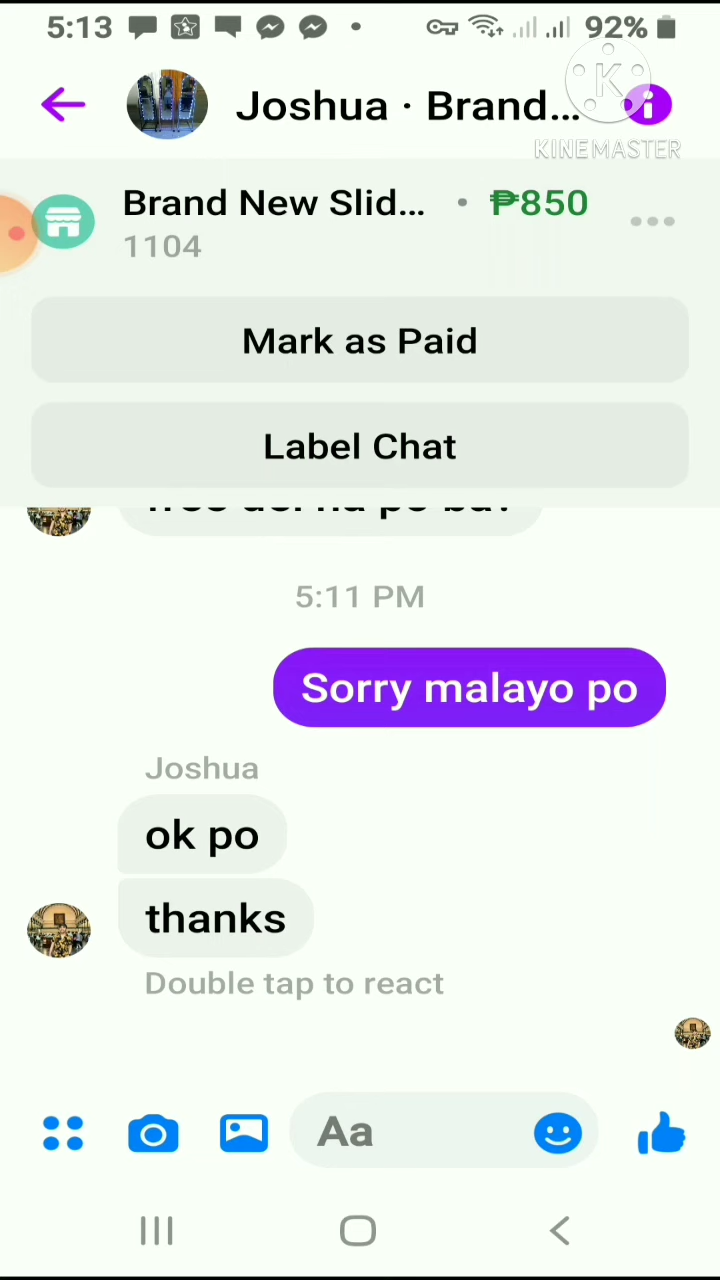 5:13 92%
Joshua · Brand...
KINEMASTER
Brand New Slid... • ₱850
1104
Mark as Paid
Label Chat
5:11 PM
Sorry malayo po
Joshua
ok po
thanks
Double tap to react
Aa